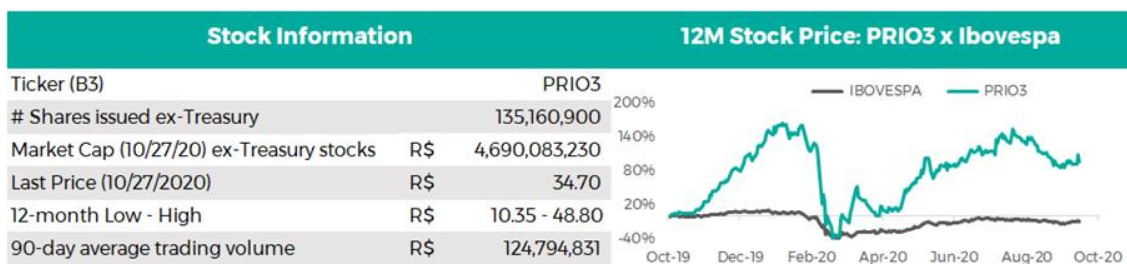 Stock Information
12M Stock Price: PRIO3 x Ibovespa
Ticker (B3) PRIO3
# Shares issued ex-Treasury 135,160,900
Market Cap (10/27/20) ex-Treasury stocks R$ 4,690,083,230
Last Price (10/27/2020) R$ 34.70
12-month Low - High R$ 10.35 - 48.80
90-day average trading volume R$ 124,794,831
IBOVESPA PRIO3
200%
140%
80%
20%
-40%
Oct-19 Dec-19 Feb-20 Apr-20 Jun-20 Aug-20 Oct-20